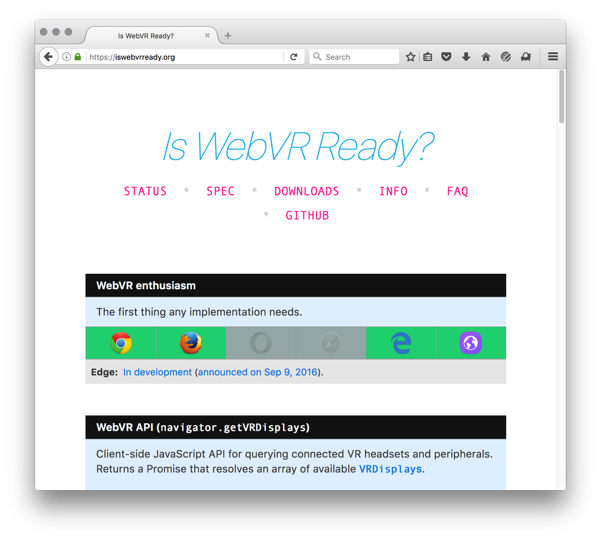 Is WebVR Ready?
https://iswebvrready.org
Search
Is WebVR Ready?
STATUS • SPEC • DOWNLOADS • INFO • FAQ
• GITHUB
WebVR enthusiasm
The first thing any implementation needs.
Edge: In development (announced on Sep 9, 2016).
WebVR API (navigator.getVRDisplays)
Client-side JavaScript API for querying connected VR headsets and peripherals.
Returns a Promise that resolves an array of available VRDisplays.